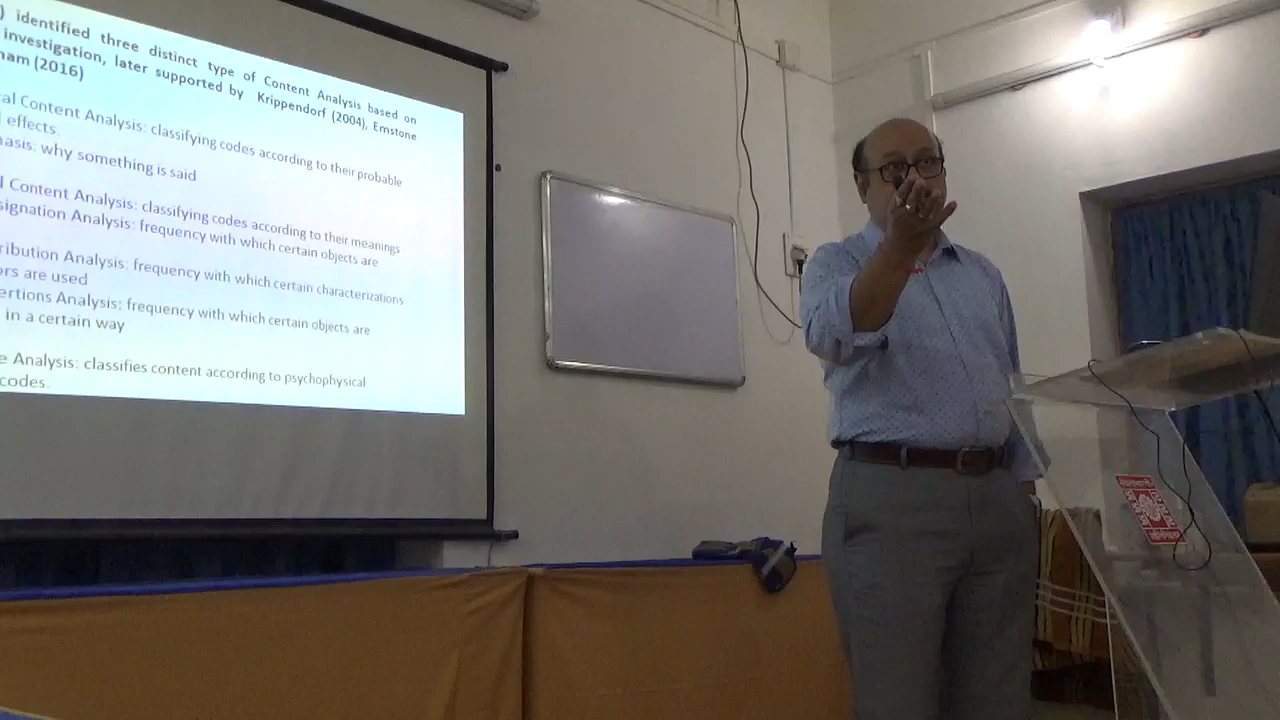 ) identified three distinct type of Content Analysis based on
investigation, later supported by Krippendorf (2004), Emstone
ham (2016)
al Content Analysis: classifying codes according to their probable
effects.
asis: why something is said
l Content Analysis: classifying codes according to their meanings
signation Analysis: frequency with which certain objects are
ribution Analysis: frequency with which certain characterizations
ors are used
ertions Analysis: frequency with which certain objects are
in a certain way
e Analysis: classifies content according to psychophysical
codes.